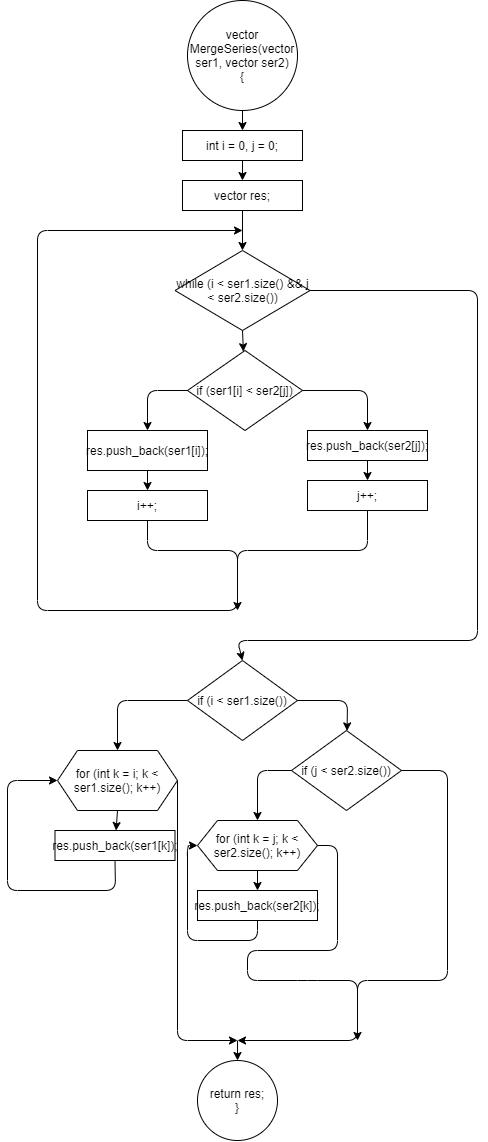 vector
MergeSeries(vector
ser1, vector ser2)
{
int i = 0, j = 0;
vector res;
while (i < ser1.size() && j
< ser2.size())
if (ser1[i] < ser2[j])
res.push_back(ser1[i]);
res.push_back(ser2[j]);
i++;
j++;
if (i < ser1.size())
for (int k = i; k <
ser1.size(); k++)
if (j < ser2.size())
res.push_back(ser1[k]);
for (int k = j; k <
ser2.size(); k++)
res.push_back(ser2[k]);
return res;
}